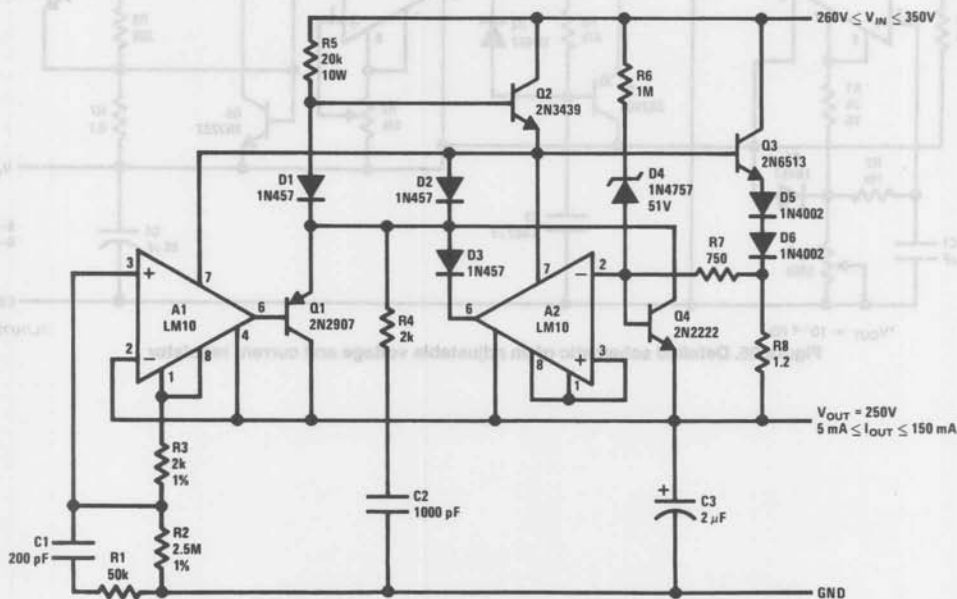 260V ≤ VIN ≤ 350V
R5
20k
10W
Q2
2N3439
R6
1M
Q3
2N6513
D1
1N457
D2
1N457
D4
1N4757
51V
D5
1N4002
D6
1N4002
R7
750
D3
1N457
3
+
7
A1
LM10
6
4
2
−
8
1
Q1
2N2907
R4
2k
7
2
−
6
A2
LM10
3
+
8
1
Q4
2N2222
R8
1.2
VOUT = 250V
5 mA ≤ IOUT ≤ 150 mA
R3
2k
1%
C2
1000 pF
+
C3
2 μF
C1
200 pF
R1
50k
R2
2.5M
1%
GND